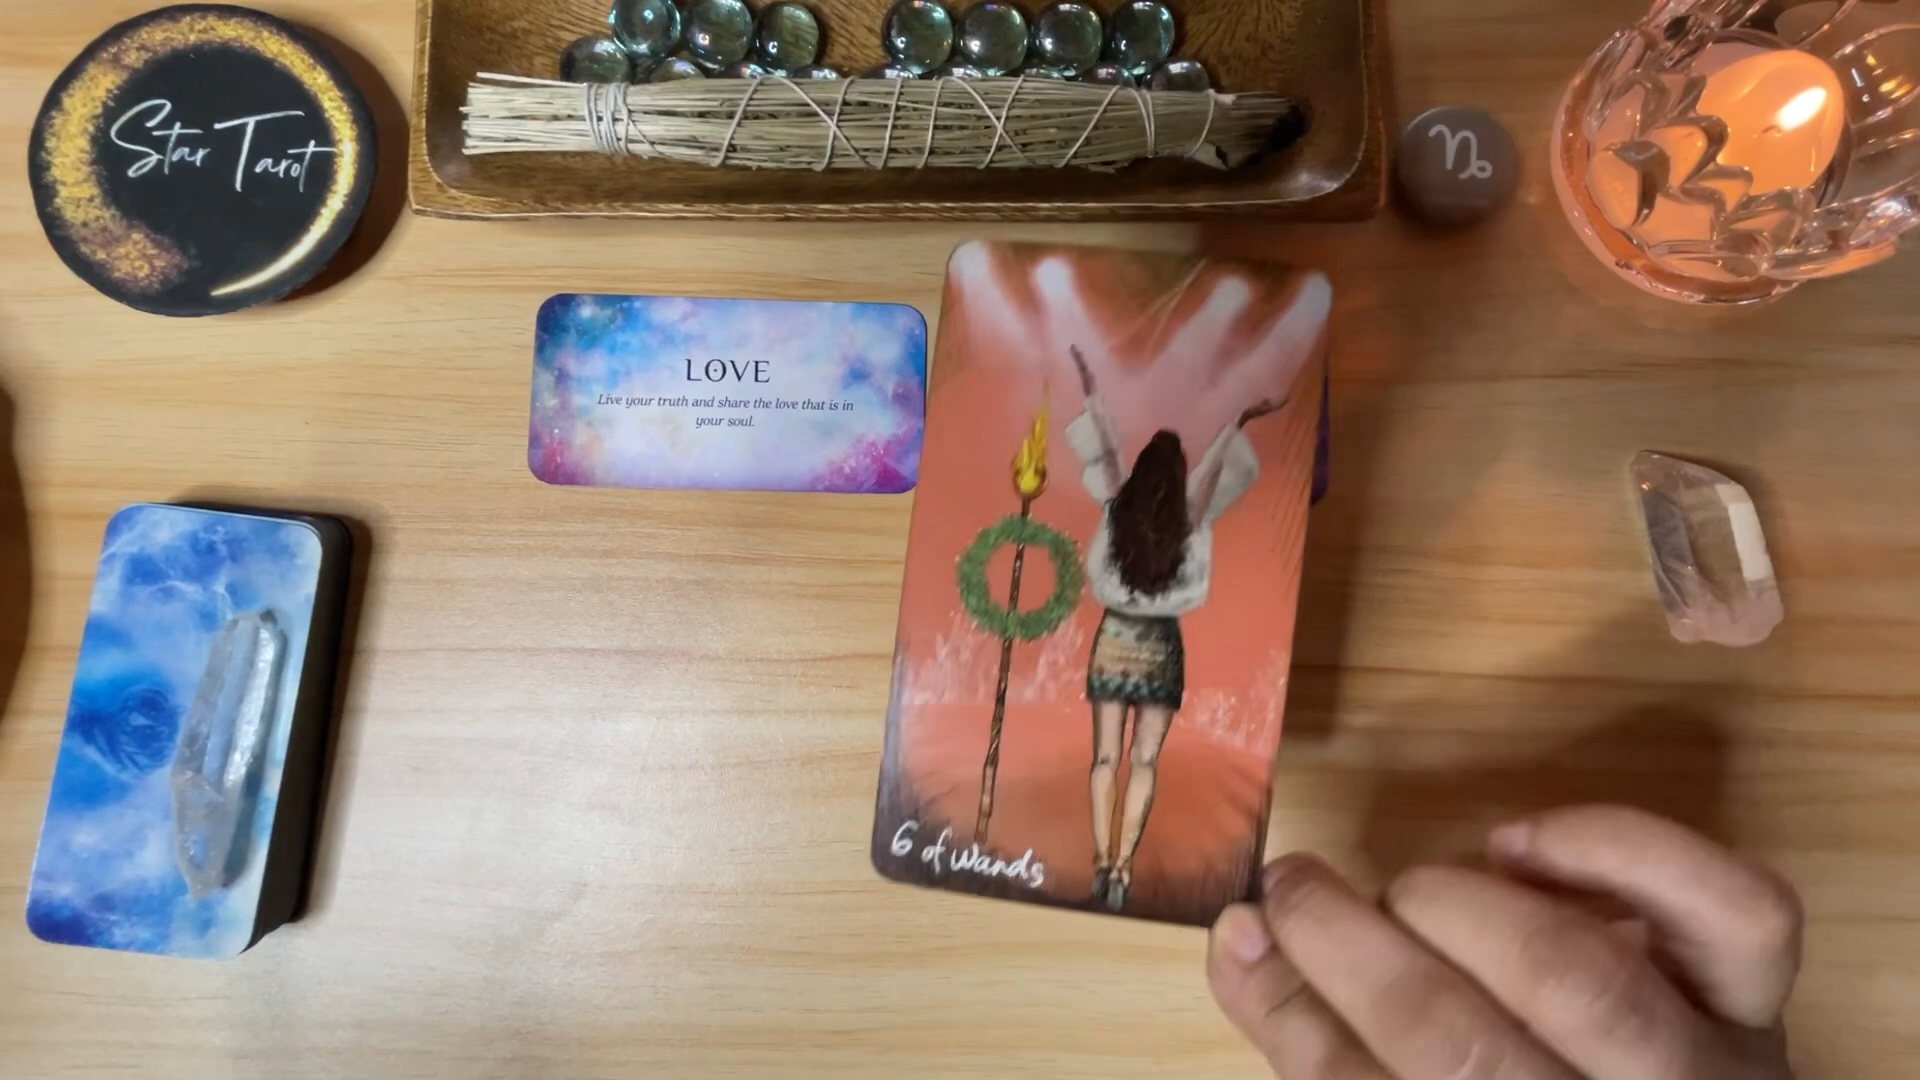 Star Tarot
♑
LOVE
Live your truth and share the love that is in
your soul.
6 of Wands